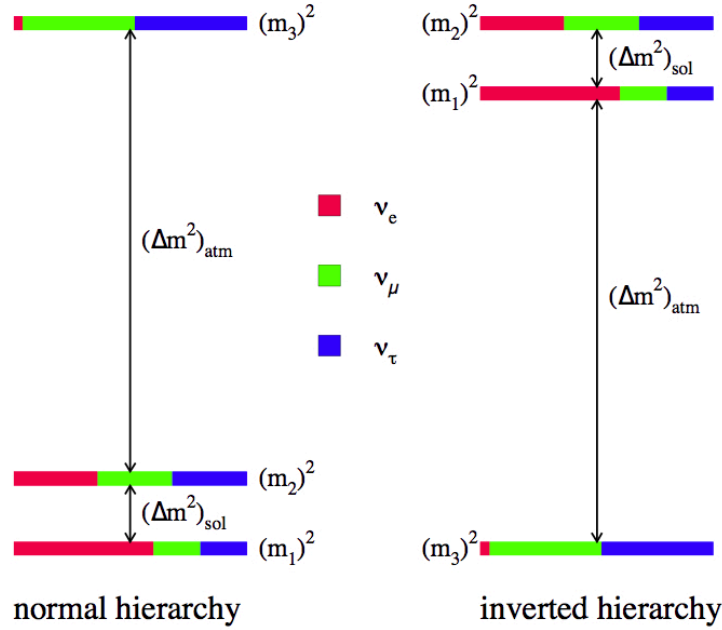 (m₃)²
(Δm²)atm
(m₂)²
(Δm²)sol
(m₁)²
normal hierarchy
νe
νμ
ντ
(m₂)²
(Δm²)sol
(m₁)²
(Δm²)atm
(m₃)²
inverted hierarchy